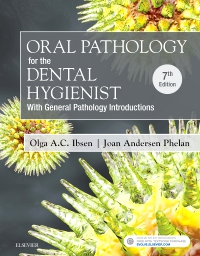 ORAL PATHOLOGY
for the
DENTAL
HYGIENIST
With General Pathology Introductions
7th
Edition
Olga A.C. Ibsen | Joan Andersen Phelan
ELSEVIER